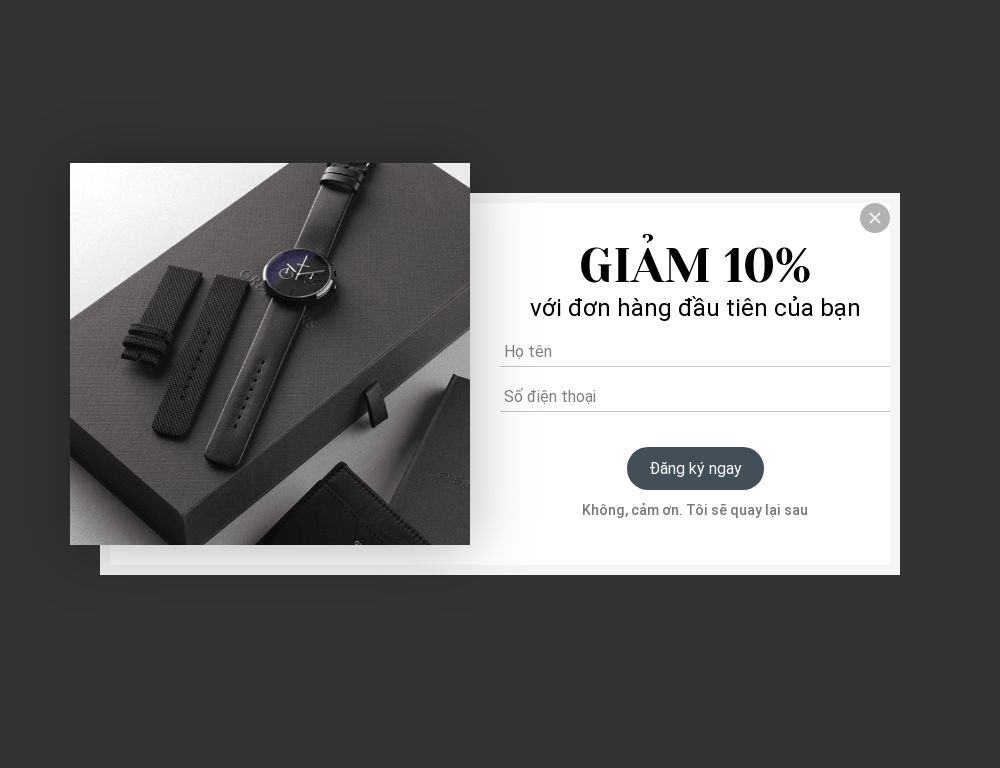 GIẢM 10%
với đơn hàng đầu tiên của bạn
Họ tên
Số điện thoại
Đăng ký ngay
Không, cảm ơn. Tôi sẽ quay lại sau